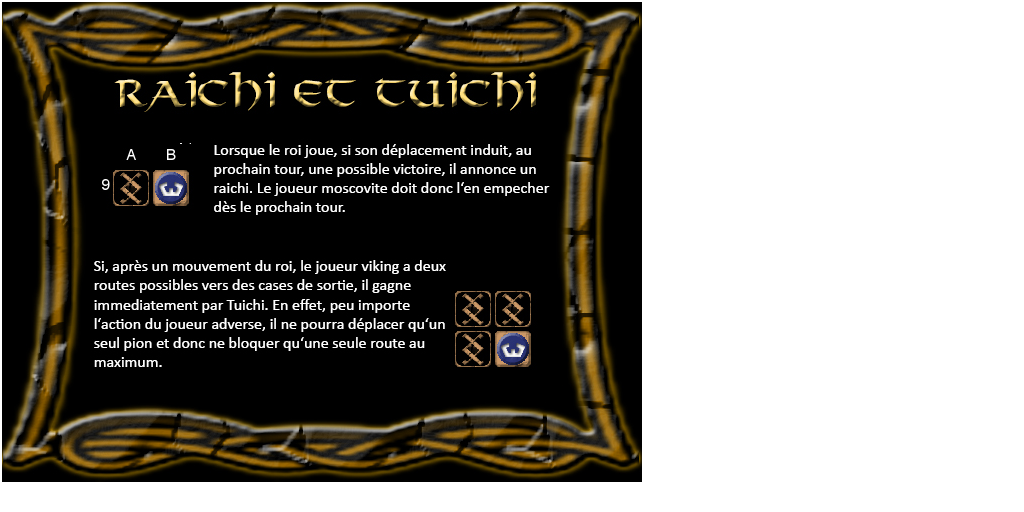 Raichi et Tuichi
A B
9
Lorsque le roi joue, si son déplacement induit, au
prochain tour, une possible victoire, il annonce un
raichi. Le joueur moscovite doit donc l'en empecher
dès le prochain tour.
Si, après un mouvement du roi, le joueur viking a deux
routes possibles vers des cases de sortie, il gagne
immediatement par Tuichi. En effet, peu importe
l'action du joueur adverse, il ne pourra déplacer qu'un
seul pion et donc ne bloquer qu'une seule route au
maximum.